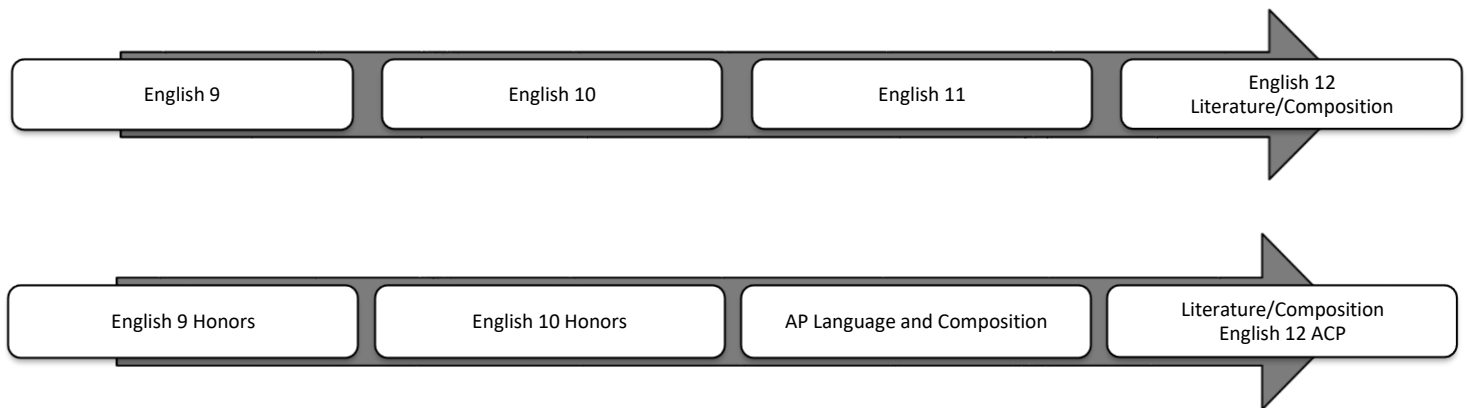 English 9
English 10
English 11
English 12
Literature/Composition
English 9 Honors
English 10 Honors
AP Language and Composition
Literature/Composition
English 12 ACP